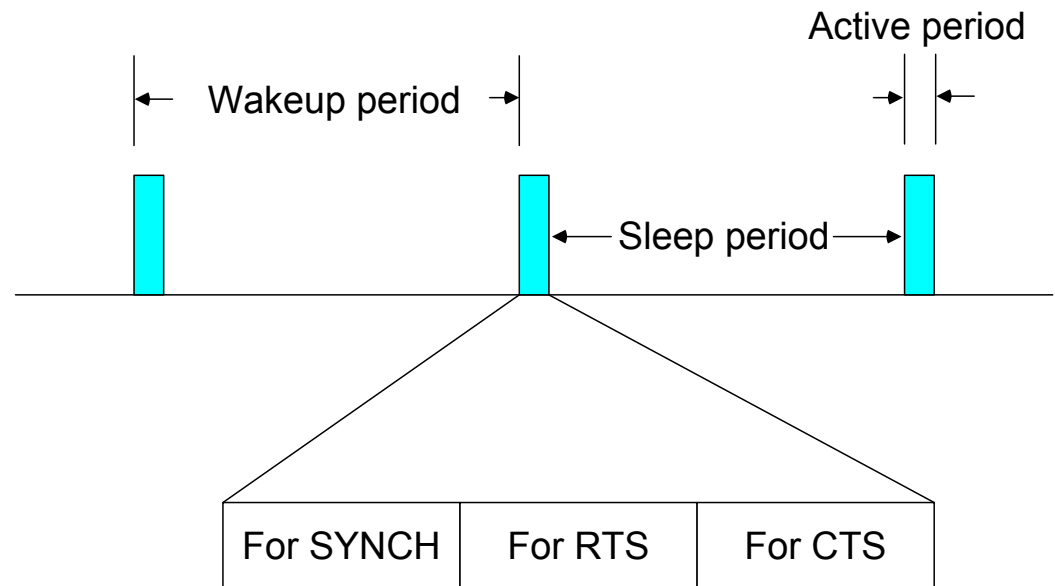 Active period
Wakeup period
Sleep period
For SYNCH
For RTS
For CTS